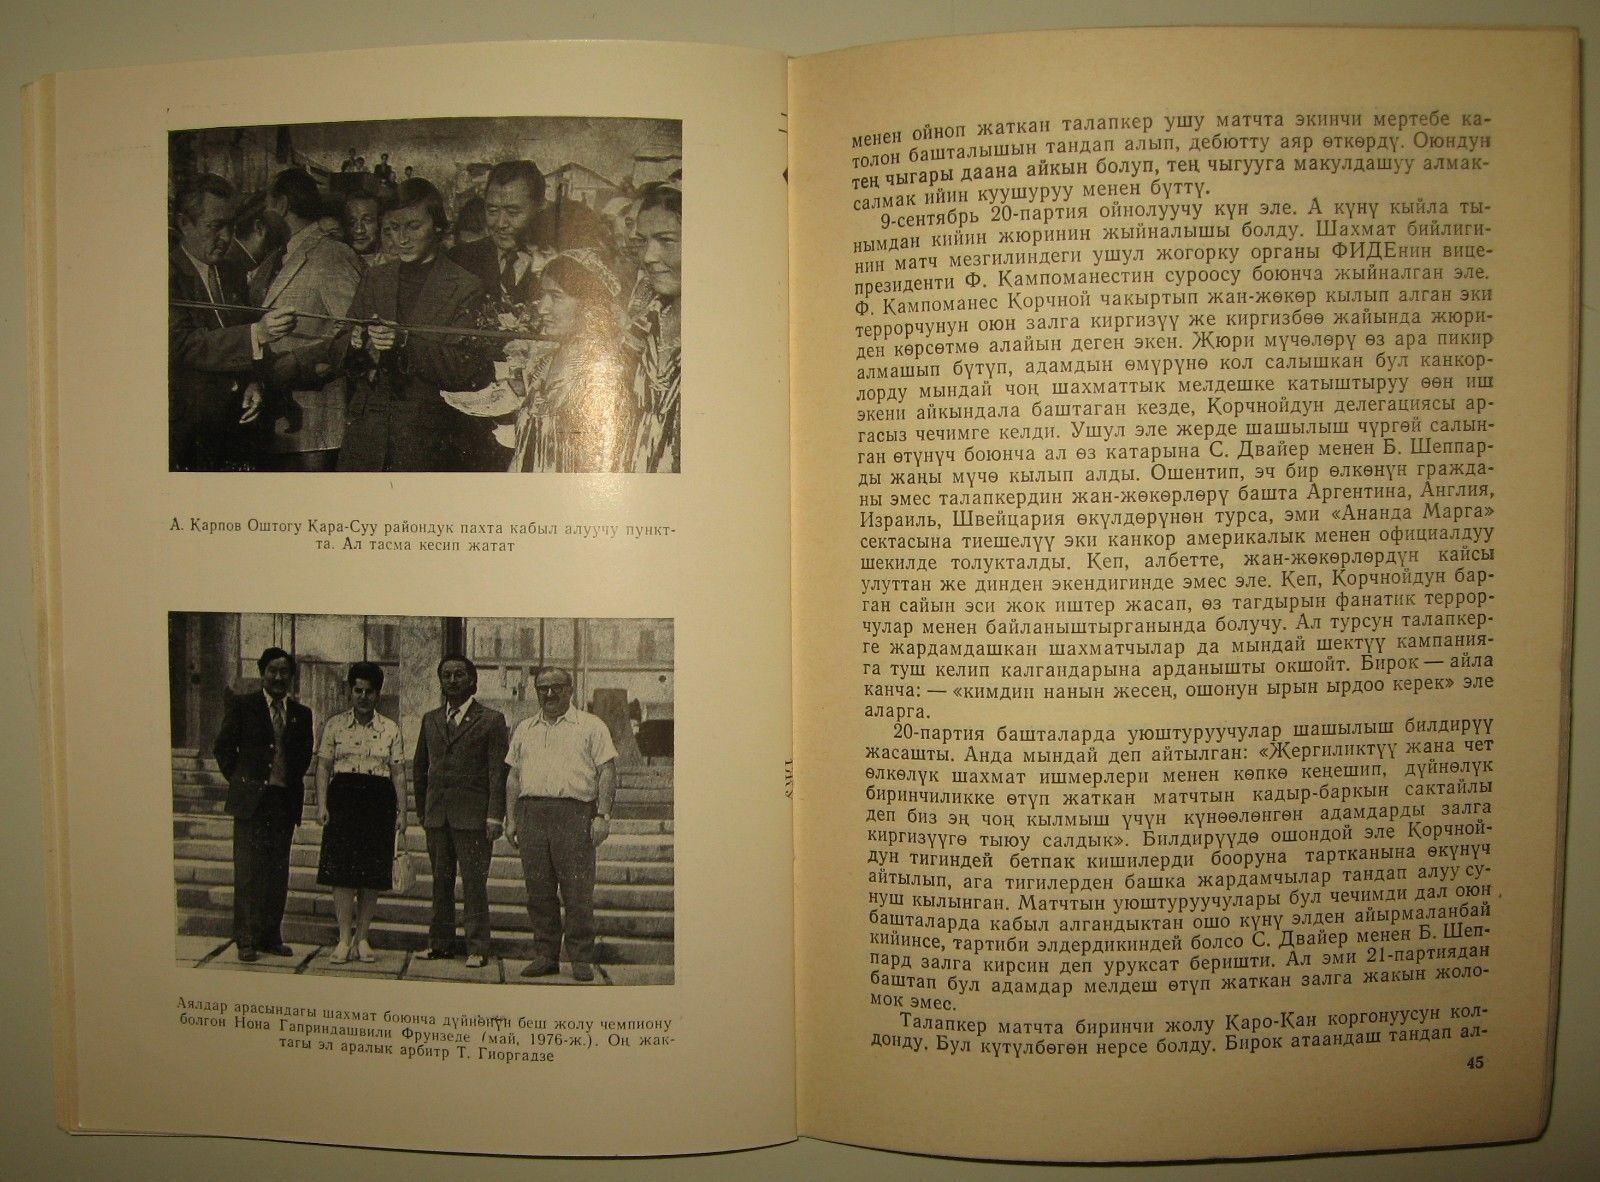 А. Карпов Оштогу Кара-Суу райондук пахта кабыл алуучу пункт-
та. Ал тасма кесип жатат
Аялдар арасындагы шахмат боюнча дүйнөнүн беш жолу чемпиону
болгон Нона Гаприндашвили Фрунзеде (май, 1976-ж.). Оң жак-
тагы эл аралык арбитр Т. Гиоргадзе
менен ойноп жаткан талапкер ушу матчта экинчи мертебе ка-
толон башталышын тандап алып, дебютту аяр өткөрдү. Оюндун
тең чыгары даана айкын болуп, тең чыгууга макулдашуу алмак-
салмак ийин куушуруу менен бүттү.
9-сентябрь 20-партия ойнолуучу күн эле. А күнү кыйла ты-
нымдан кийин жюринин жыйналышы болду. Шахмат бийлиги-
нин матч мезгилиндеги ушул жогорку органы ФИДЕнин вице-
президенти Ф. Кампоманестин суроосу боюнча жыйналган эле.
Ф. Кампоманес Корчной чакыртып жан-жөкөр кылып алган эки
террорчунун оюн залга киргизүү же киргизбөө жайында жюри-
ден көрсөтмө алайын деген экен. Жюри мүчөлөрү өз ара пикир
алмашып бүтүп, адамдын өмүрүнө кол салышкан бул канкор-
лорду мындай чоң шахматтык мелдешке катыштыруу өөн иш
экени айкындала баштаган кезде, Корчнойдун делегациясы ар-
гасыз чечимге келди. Ушул эле жерде шашылыш чүргөй салын-
ган өтүнүч боюнча ал өз катарына С. Двайер менен Б. Шеппар-
ды жаңы мүчө кылып алды. Ошентип, эч бир өлкөнүн гражда-
ны эмес талапкердин жан-жөкөрлөрү башта Аргентина, Англия,
Израиль, Швейцария өкүлдөрүнөн турса, эми «Ананда Марга»
сектасына тиешелүү эки канкор америкалык менен официалдуу
шекилде толукталды. Кеп, албетте, жан-жөкөрлөрдүн кайсы
улуттан же динден экендигинде эмес эле. Кеп, Корчнойдун бар-
ган сайын эси жок иштер жасап, өз тагдырын фанатик террор-
чулар менен байланыштырганында болучу. Ал турсун талапкер-
ге жардамдашкан шахматчылар да мындай шектүү кампания-
га туш келип калгандарына арданышты окшойт. Бирок — айла
канча: — «кимдин нанын жесең, ошонун ырын ырдоо керек» эле
аларга.
20-партия башталарда уюштуруучулар шашылыш билдирүү
жасашты. Анда мындай деп айтылган: «Жергиликтүү жана чет
өлкөлүк шахмат ишмерлери менен көпкө кеңешип, дүйнөлүк
биринчиликке өтүп жаткан матчтын кадыр-баркын сактайлы
деп биз эң чоң кылмыш үчүн күнөөлөнгөн адамдарды залга
киргизүүгө тыюу салдык». Билдирүүдө ошондой эле Корчной-
дун тигиндей бетпак кишилерди бооруна тартканына өкүнүч
айтылып, ага тигилерден башка жардамчылар тандап алуу су-
нуш кылынган. Матчтын уюштуруучулары бул чечимди дал оюн
башталарда кабыл алгандыктан ошо күнү элден айырмаланбай
кийинсе, тартиби элдердикиндей болсо С. Двайер менен Б. Шеп-
пард залга кирсин деп уруксат беришти. Ал эми 21-партиядан
баштап бул адамдар мелдеш өтүп жаткан залга жакын жоло-
мок эмес.
Талапкер матчта биринчи жолу Каро-Кан коргонуусун кол-
донду. Бул күтүлбөгөн нерсе болду. Бирок атаандаш тандап ал-
45